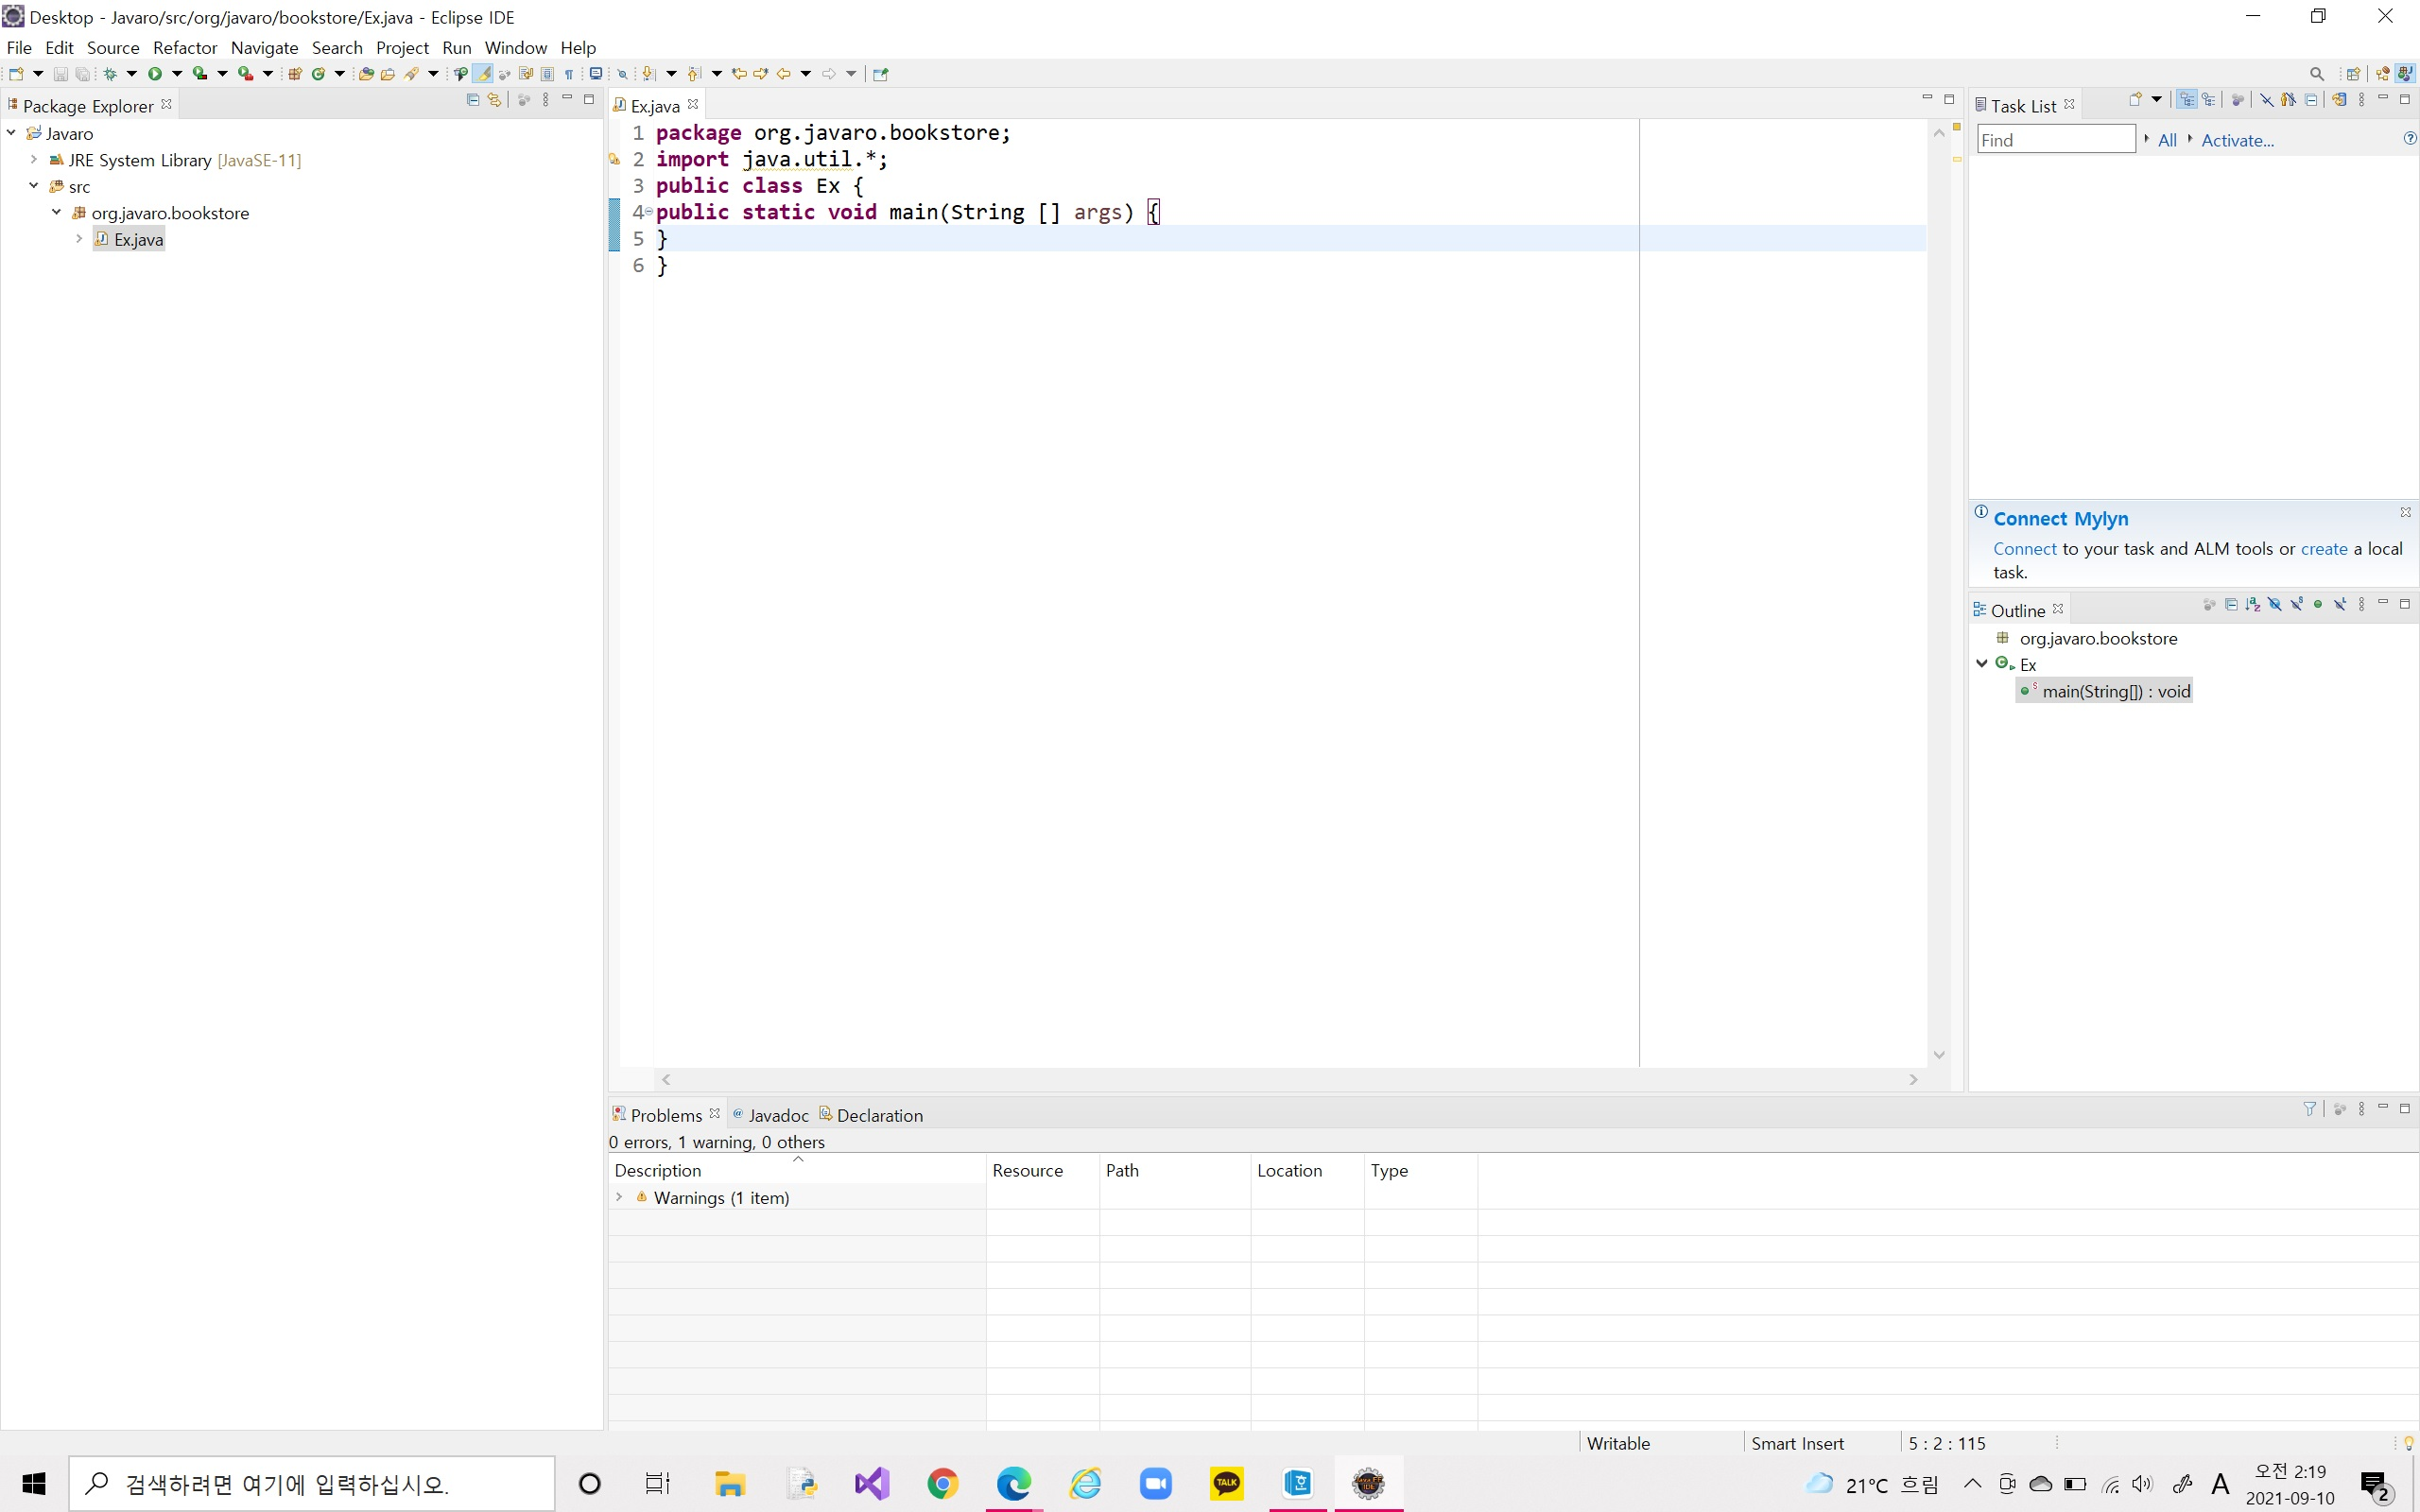 Desktop - Javaro/src/org/javaro/bookstore/Ex.java - Eclipse IDE
File Edit Source Refactor Navigate Search Project Run Window Help
Package Explorer
Javaro
JRE System Library [JavaSE-11]
src
org.javaro.bookstore
Ex.java
Ex.java
1 package org.javaro.bookstore;
2 import java.util.*;
3 public class Ex {
4 public static void main(String [] args) {
5 }
6 }
Task List
Find
All
Activate...
Connect Mylyn
Connect to your task and ALM tools or create a local
task.
Outline
org.javaro.bookstore
Ex
main(String[]) : void
Problems Javadoc Declaration
0 errors, 1 warning, 0 others
Description Resource Path Location Type
Warnings (1 item)
Writable Smart Insert 5 : 2 : 115
검색하려면 여기에 입력하십시오.
TALK
21°C 흐림
A
오전 2:19
2021-09-10
2